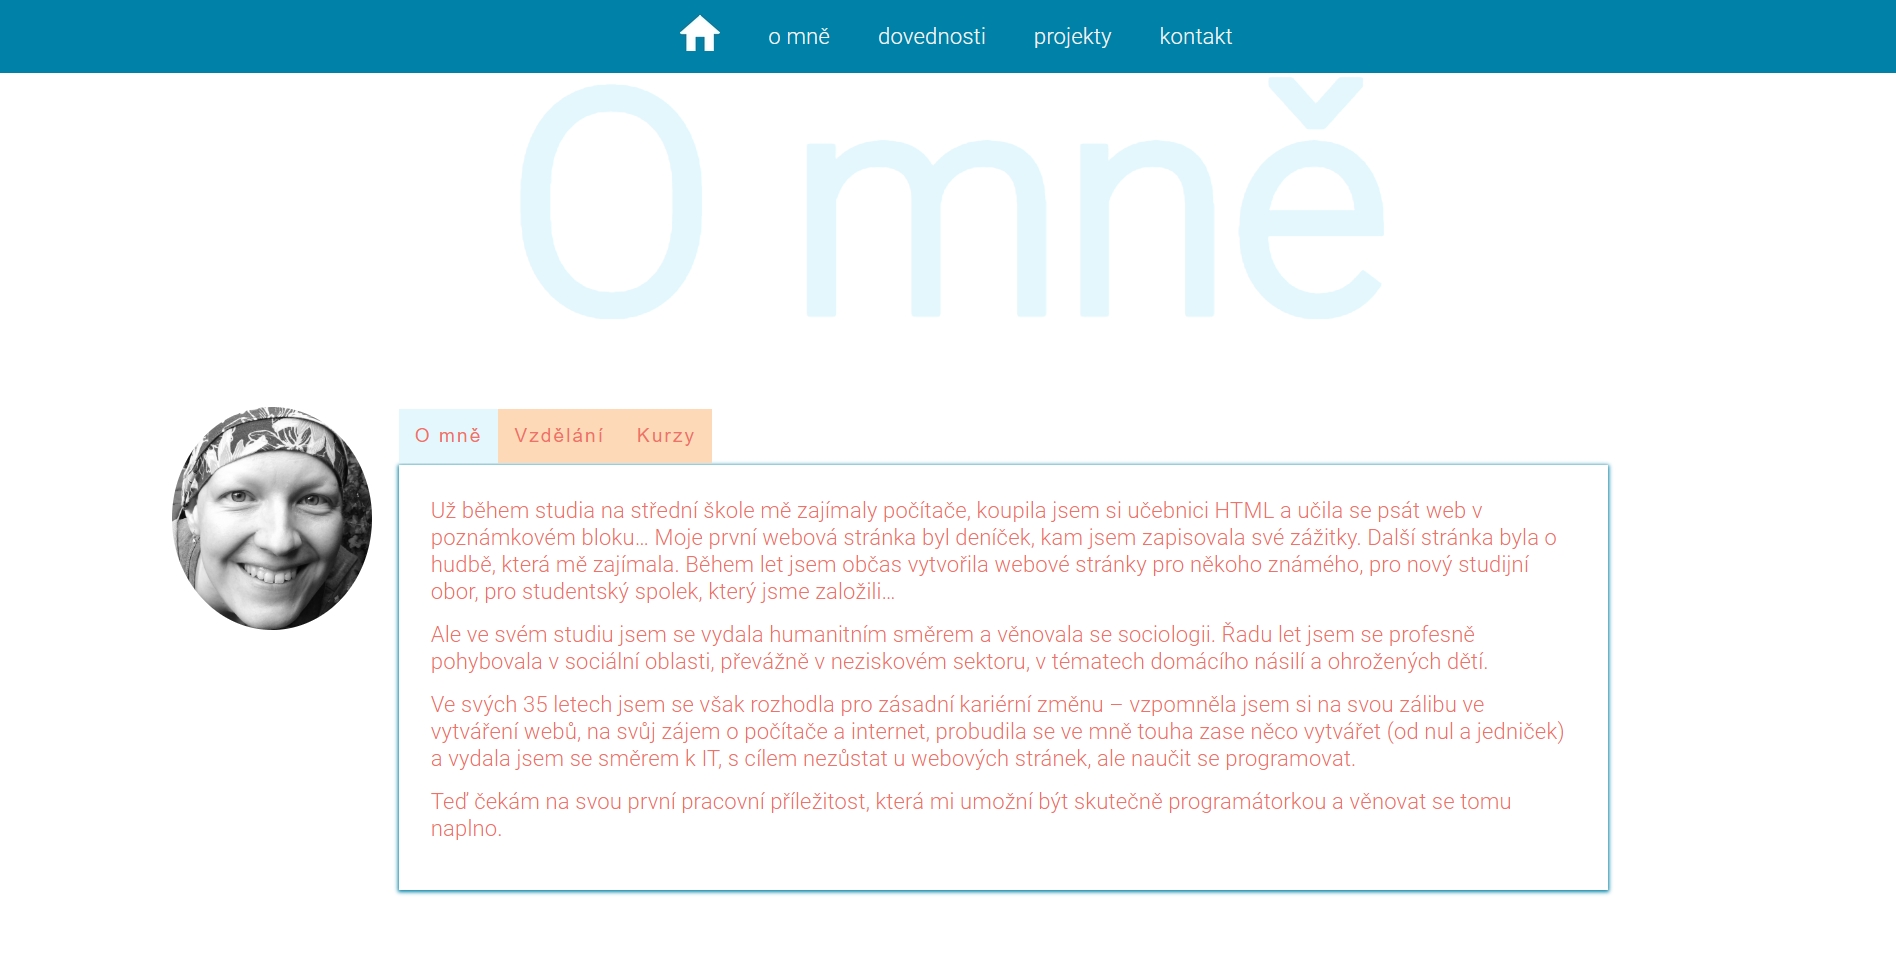 o mně dovednosti projekty kontakt
O mně
O mně Vzdělání Kurzy
Už během studia na střední škole mě zajímaly počítače, koupila jsem si učebnici HTML a učila se psát web v
poznámkovém bloku… Moje první webová stránka byl deníček, kam jsem zapisovala své zážitky. Další stránka byla o
hudbě, která mě zajímala. Během let jsem občas vytvořila webové stránky pro někoho známého, pro nový studijní
obor, pro studentský spolek, který jsme založili…
Ale ve svém studiu jsem se vydala humanitním směrem a věnovala se sociologii. Řadu let jsem se profesně
pohybovala v sociální oblasti, převážně v neziskovém sektoru, v tématech domácího násilí a ohrožených dětí.
Ve svých 35 letech jsem se však rozhodla pro zásadní kariérní změnu – vzpomněla jsem si na svou zálibu ve
vytváření webů, na svůj zájem o počítače a internet, probudila se ve mně touha zase něco vytvářet (od nul a jedniček)
a vydala jsem se směrem k IT, s cílem nezůstat u webových stránek, ale naučit se programovat.
Teď čekám na svou první pracovní příležitost, která mi umožní být skutečně programátorkou a věnovat se tomu
naplno.